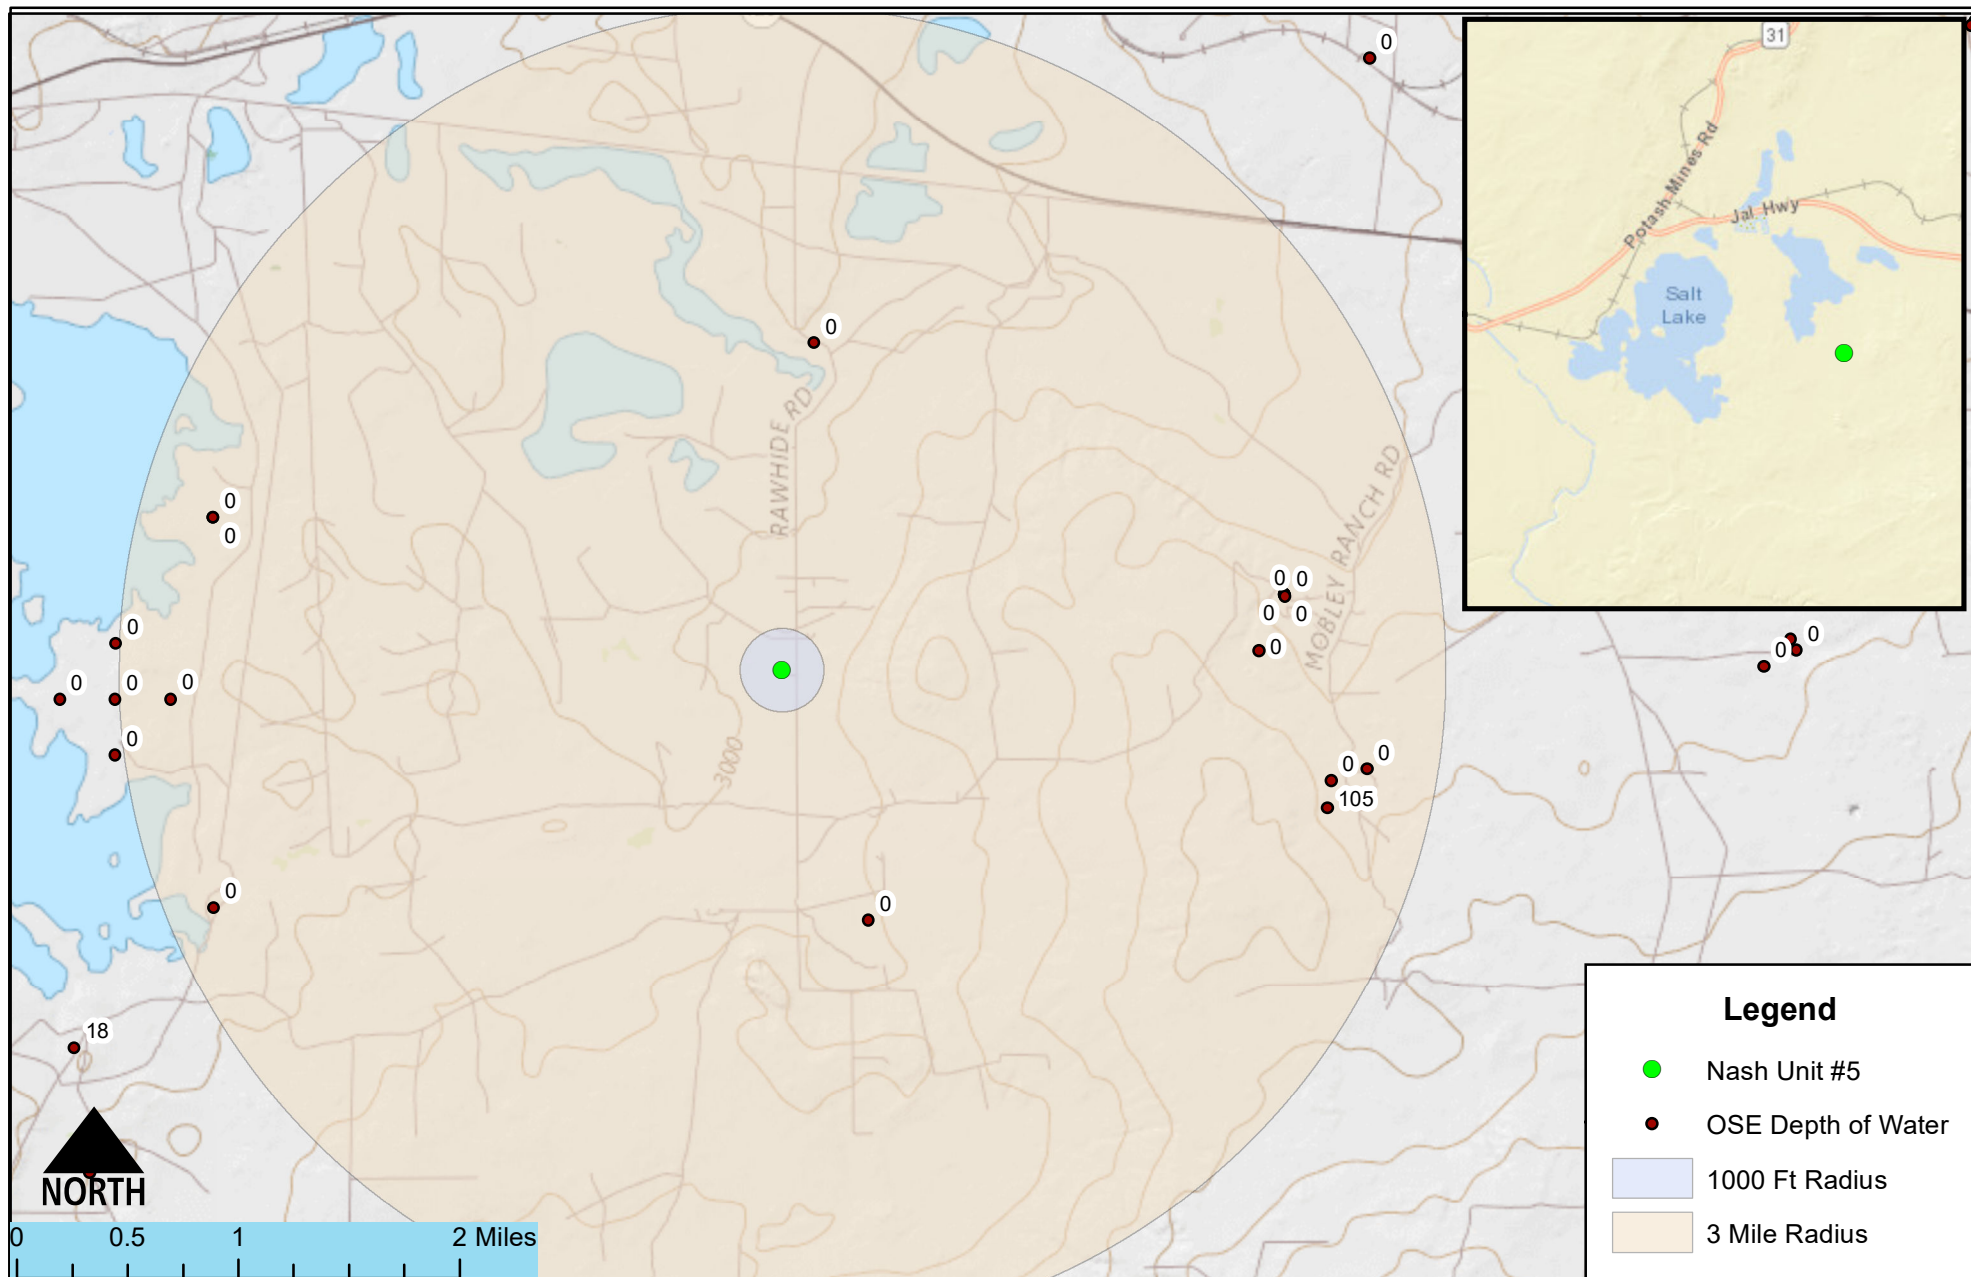 0
31
Potash Mines Rd
Jal Hwy
Salt
Lake
0
RAWHIDE RD
MOBLEY RANCH RD
0
0
0 0
0 0
0
0
0
0
0
0
0
0
0
3000
0
0
105
0
0
18
NORTH
0 0.5 1 2 Miles
Legend
Nash Unit #5
OSE Depth of Water
1000 Ft Radius
3 Mile Radius